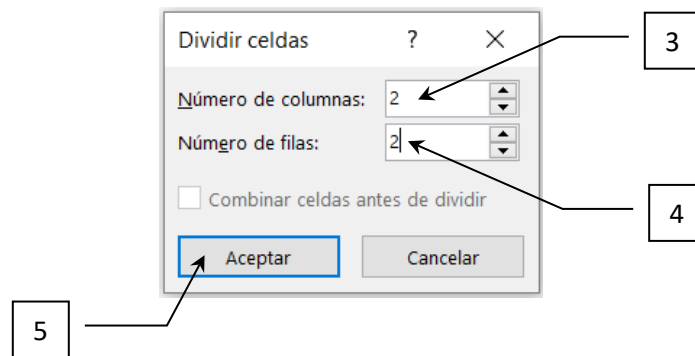 Dividir celdas ? ×
3
Número de columnas: 2
Número de filas: 2
Combinar celdas antes de dividir
4
Aceptar Cancelar
5